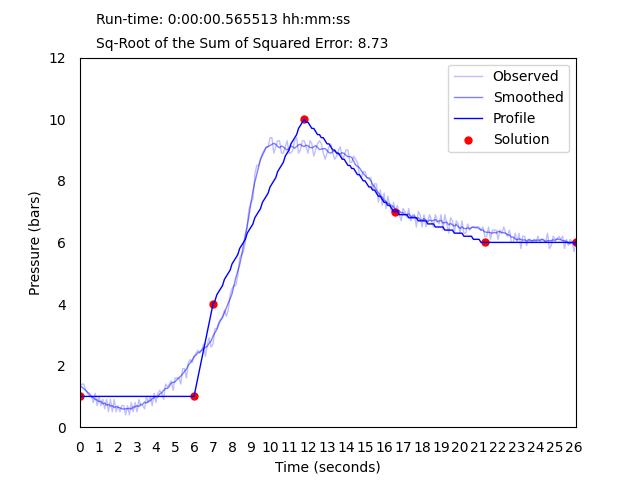 Run-time: 0:00:00.565513 hh:mm:ss
Sq-Root of the Sum of Squared Error: 8.73
Observed
Smoothed
Profile
Solution
12
10
8
6
4
2
0
Pressure (bars)
0 1 2 3 4 5 6 7 8 9 10 11 12 13 14 15 16 17 18 19 20 21 22 23 24 25 26
Time (seconds)